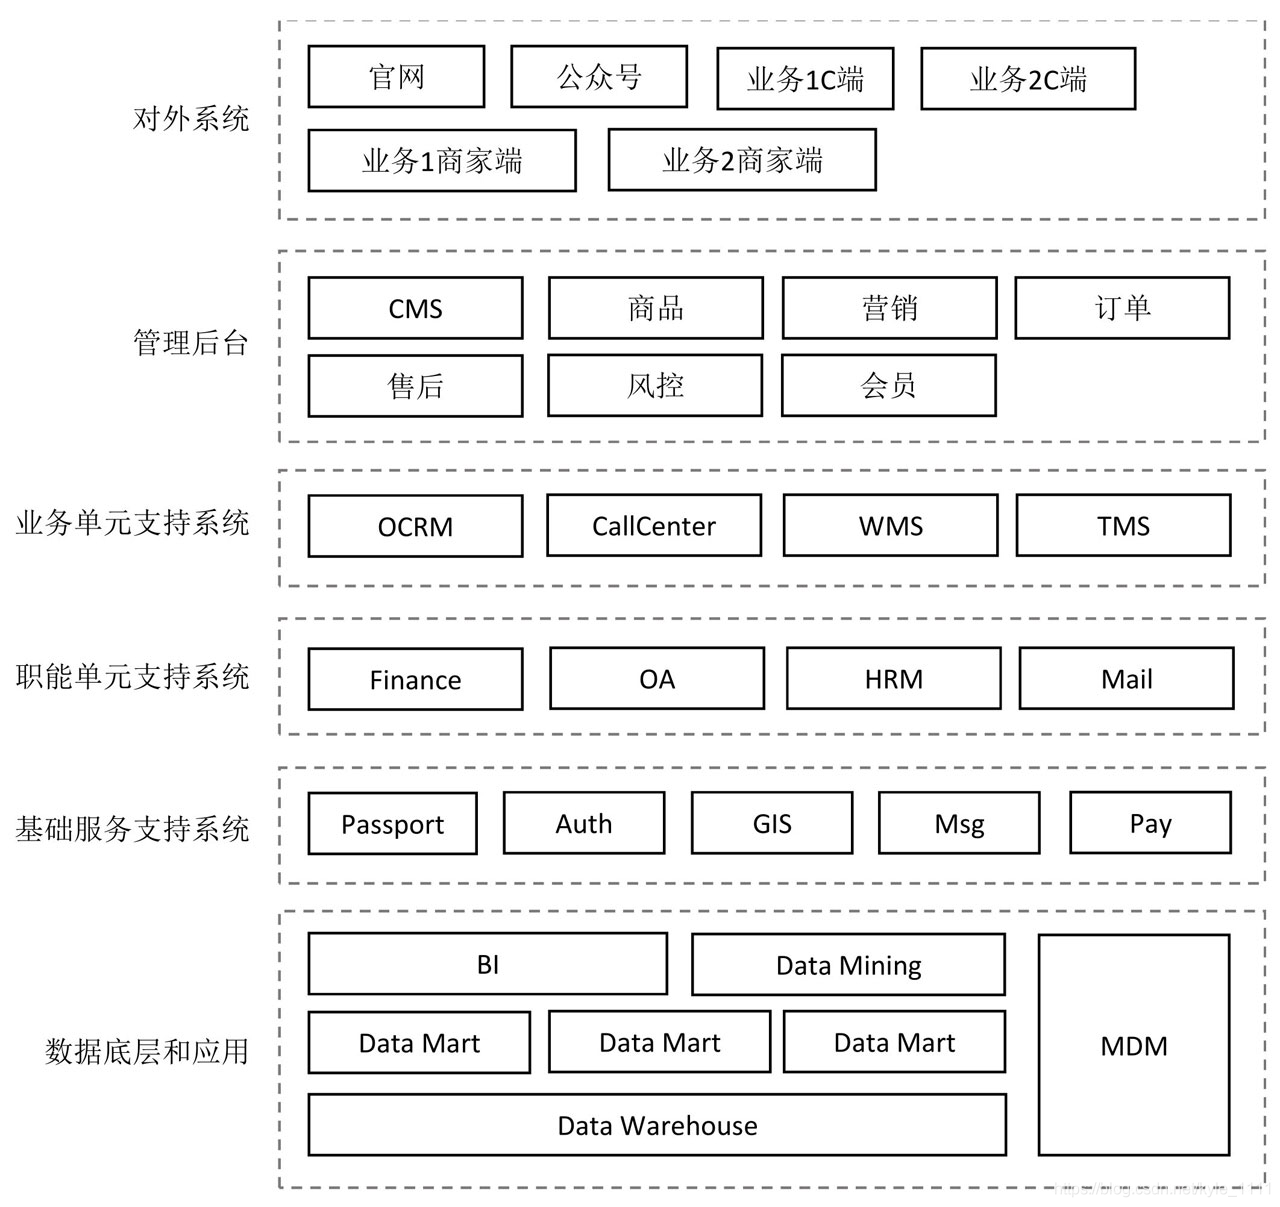 对外系统
官网 公众号 业务1C端 业务2C端
业务1商家端 业务2商家端
管理后台
CMS 商品 营销 订单
售后 风控 会员
业务单元支持系统
OCRM CallCenter WMS TMS
职能单元支持系统
Finance OA HRM Mail
基础服务支持系统
Passport Auth GIS Msg Pay
数据底层和应用
BI Data Mining
Data Mart Data Mart Data Mart
MDM
Data Warehouse